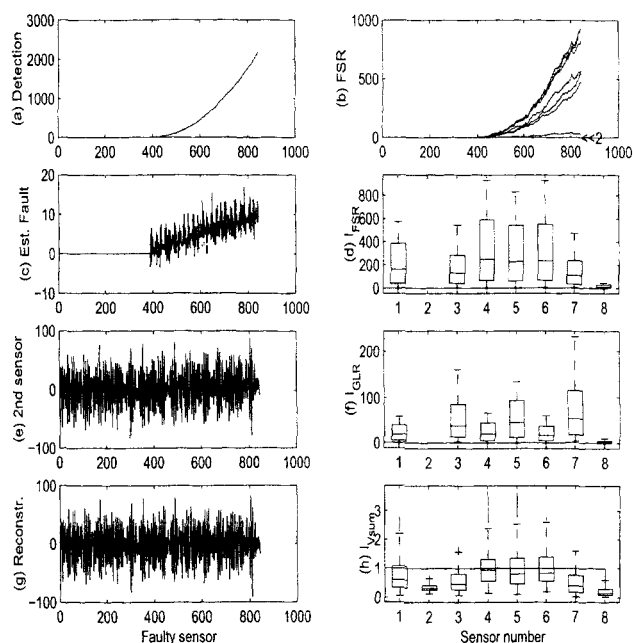 3000
2000
1000
0
(a) Detection
0 200 400 600 800 1000
1000
500
0
(b) FSR
2
0 200 400 600 800 1000
20
10
0
−10
(c) Est. Fault
0 200 400 600 800 1000
800
600
400
200
0
(d) I_FSR
1 2 3 4 5 6 7 8
100
0
−100
(e) 2nd sensor
0 200 400 600 800 1000
200
100
0
(f) I_GLR
1 2 3 4 5 6 7 8
100
0
−100
(g) Reconstr.
0 200 400 600 800 1000
Faulty sensor
3
2
1
0
(h) I_Vsum
1 2 3 4 5 6 7 8
Sensor number